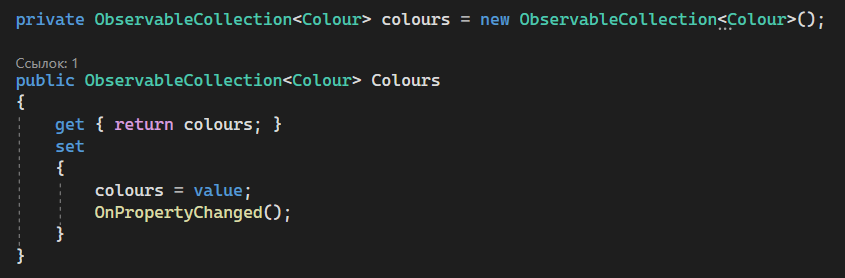 private ObservableCollection<Colour> colours = new ObservableCollection<Colour>();
Ссылок: 1
public ObservableCollection<Colour> Colours
{
get { return colours; }
set
{
colours = value;
OnPropertyChanged();
}
}